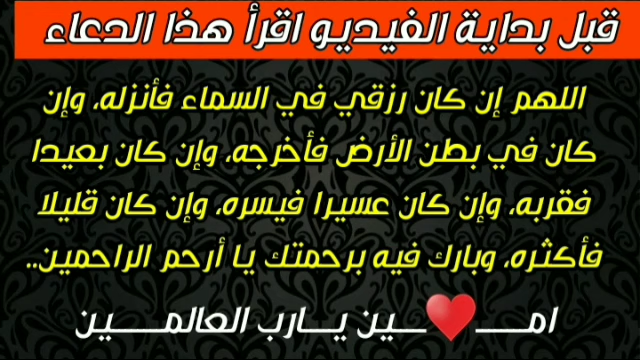 قبل بداية الفيديو اقرأ هذا الدعاء
اللهم إن كان رزقي في السماء فأنزله، وإن
كان في بطن الأرض فأخرجه، وإن كان بعيدا
فقربه، وإن كان عسيرا فيسره، وإن كان قليلا
فأكثره، وبارك فيه برحمتك يا أرحم الراحمين..
امـــ❤️ـــين يـــارب العالمـــــين